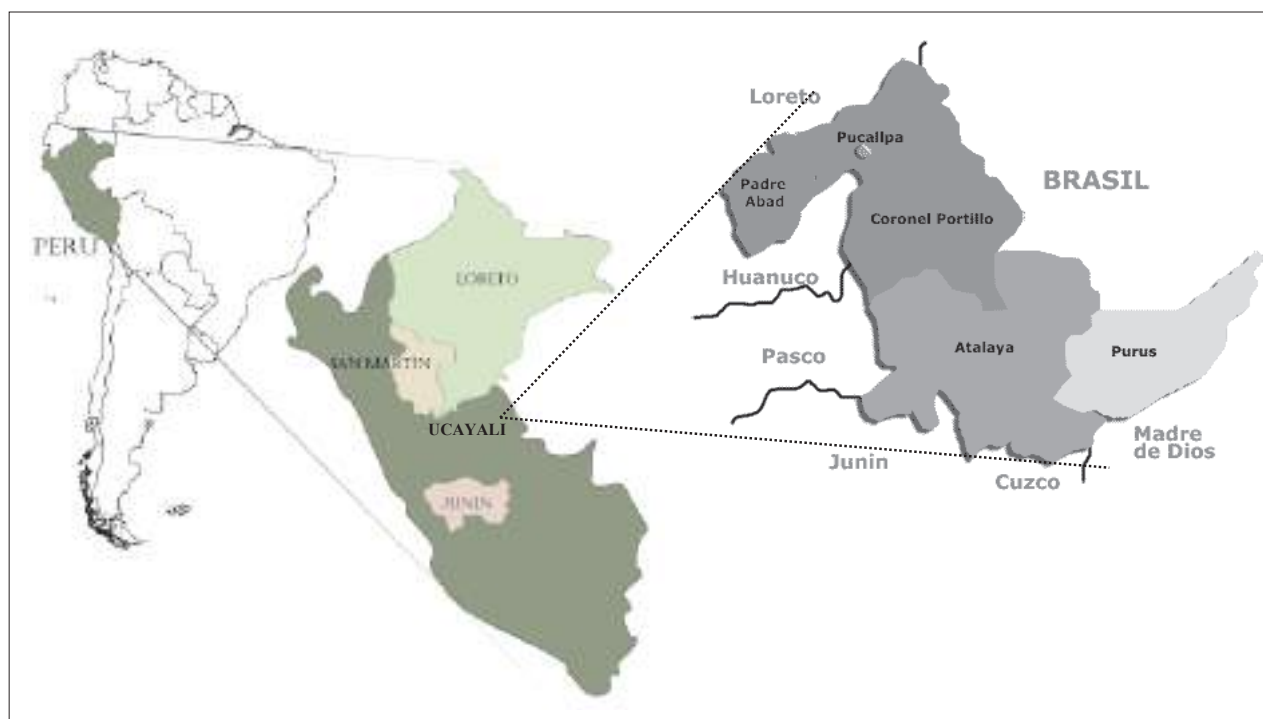 PERU
LORETO
SAN MARTIN
UCAYALI
JUNIN
Loreto
Pucallpa
Padre
Abad
BRASIL
Coronel Portillo
Huanuco
Atalaya
Purus
Pasco
Junin
Madre
de Dios
Cuzco